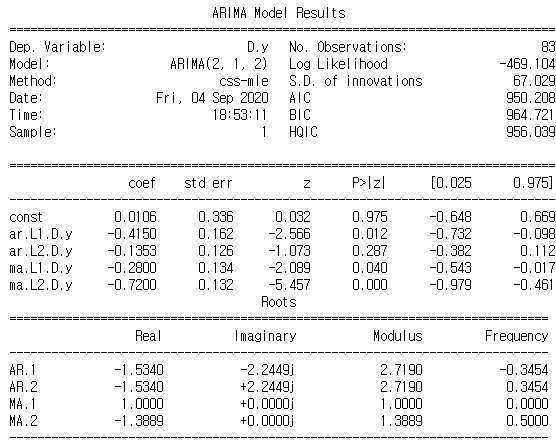 ARIMA Model Results
==============================================================================
Dep. Variable: D.y No. Observations: 83
Model: ARIMA(2, 1, 2) Log Likelihood -469.104
Method: css-mle S.D. of innovations 67.029
Date: Fri, 04 Sep 2020 AIC 950.208
Time: 18:53:11 BIC 964.721
Sample: 1 HQIC 956.039
==============================================================================
coef std err z P>|z| [0.025 0.975]
------------------------------------------------------------------------------
const 0.0106 0.336 0.032 0.975 -0.648 0.669
ar.L1.D.y -0.4150 0.162 -2.566 0.012 -0.732 -0.098
ar.L2.D.y -0.1353 0.126 -1.073 0.287 -0.382 0.112
ma.L1.D.y -0.2800 0.134 -2.089 0.040 -0.543 -0.017
ma.L2.D.y -0.7200 0.132 -5.457 0.000 -0.979 -0.461
Roots
=============================================================================
Real Imaginary Modulus Frequency
-----------------------------------------------------------------------------
AR.1 -1.5340 -2.2449j 2.7190 -0.3454
AR.2 -1.5340 +2.2449j 2.7190 0.3454
MA.1 1.0000 +0.0000j 1.0000 0.0000
MA.2 -1.3889 +0.0000j 1.3889 0.5000
-----------------------------------------------------------------------------